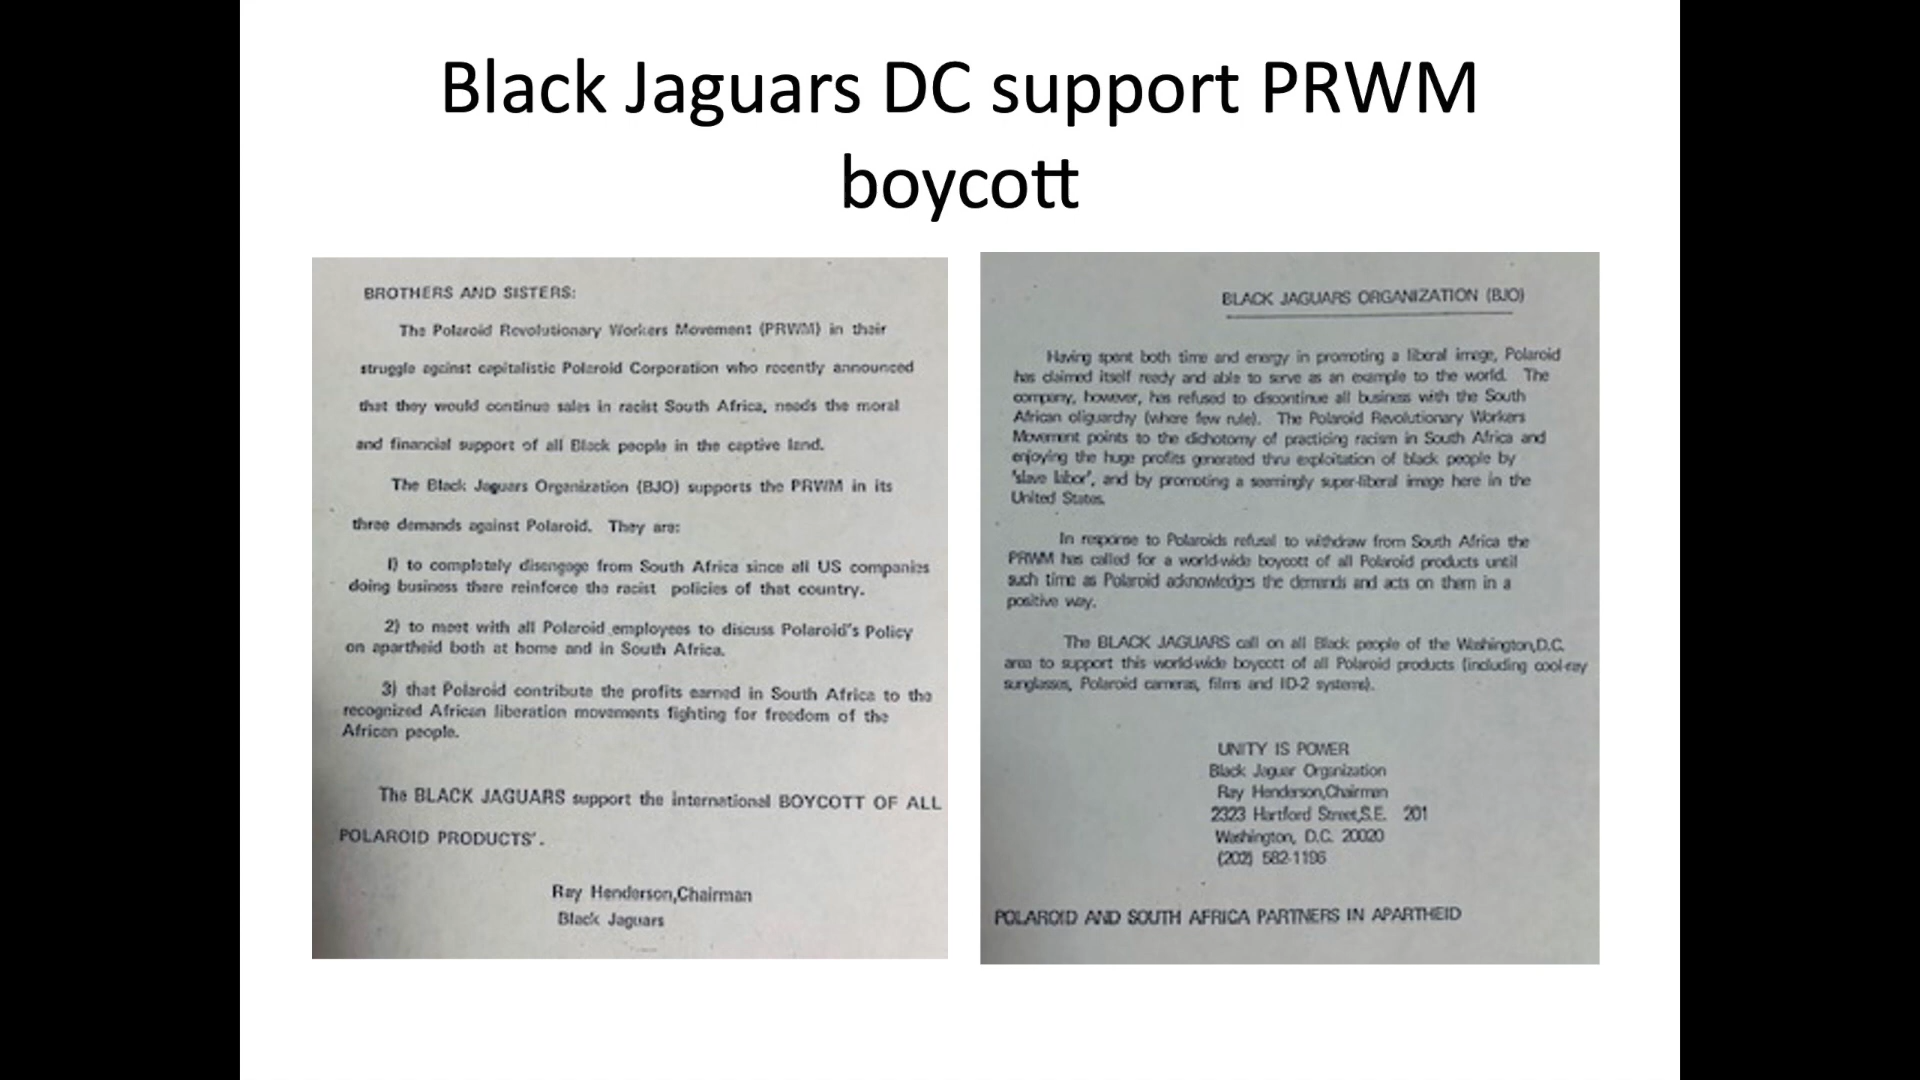 Black Jaguars DC support PRWM
boycott
BROTHERS AND SISTERS:
The Polaroid Revolutionary Workers Movement (PRWM) in their
struggle against capitalistic Polaroid Corporation who recently announced
that they would continue sales in racist South Africa, needs the moral
and financial support of all Black people in the captive land.
The Black Jaguars Organization (BJO) supports the PRWM in its
three demands against Polaroid. They are:
1) to completely disengage from South Africa since all US companies
doing business there reinforce the racist policies of that country.
2) to meet with all Polaroid employees to discuss Polaroid's Policy
on apartheid both at home and in South Africa.
3) that Polaroid contribute the profits earned in South Africa to the
recognized African liberation movements fighting for freedom of the
African people.
The BLACK JAGUARS support the international BOYCOTT OF ALL
POLAROID PRODUCTS'.
Ray Henderson,Chairman
Black Jaguars
BLACK JAGUARS ORGANIZATION (BJO)
Having spent both time and energy in promoting a liberal image, Polaroid
has claimed itself ready and able to serve as an example to the world. The
company, however, has refused to discontinue all business with the South
African oliguarchy (where few rule). The Polaroid Revolutionary Workers
Movement points to the dichotomy of practicing racism in South Africa and
enjoying the huge profits generated thru exploitation of black people by
'slave labor', and by promoting a seemingly super-liberal image here in the
United States.
In response to Polaroids refusal to withdraw from South Africa the
PRWM has called for a world-wide boycott of all Polaroid products until
such time as Polaroid acknowledges the demands and acts on them in a
positive way.
The BLACK JAGUARS call on all Black people of the Washington,D.C.
area to support this world-wide boycott of all Polaroid products (including cool-ray
sunglasses, Polaroid cameras, films and ID-2 systems).
UNITY IS POWER
Black Jaguar Organization
Ray Henderson,Chairman
2323 Hartford Street,S.E. 201
Washington, D.C. 20020
(202) 582-1196
POLAROID AND SOUTH AFRICA PARTNERS IN APARTHEID